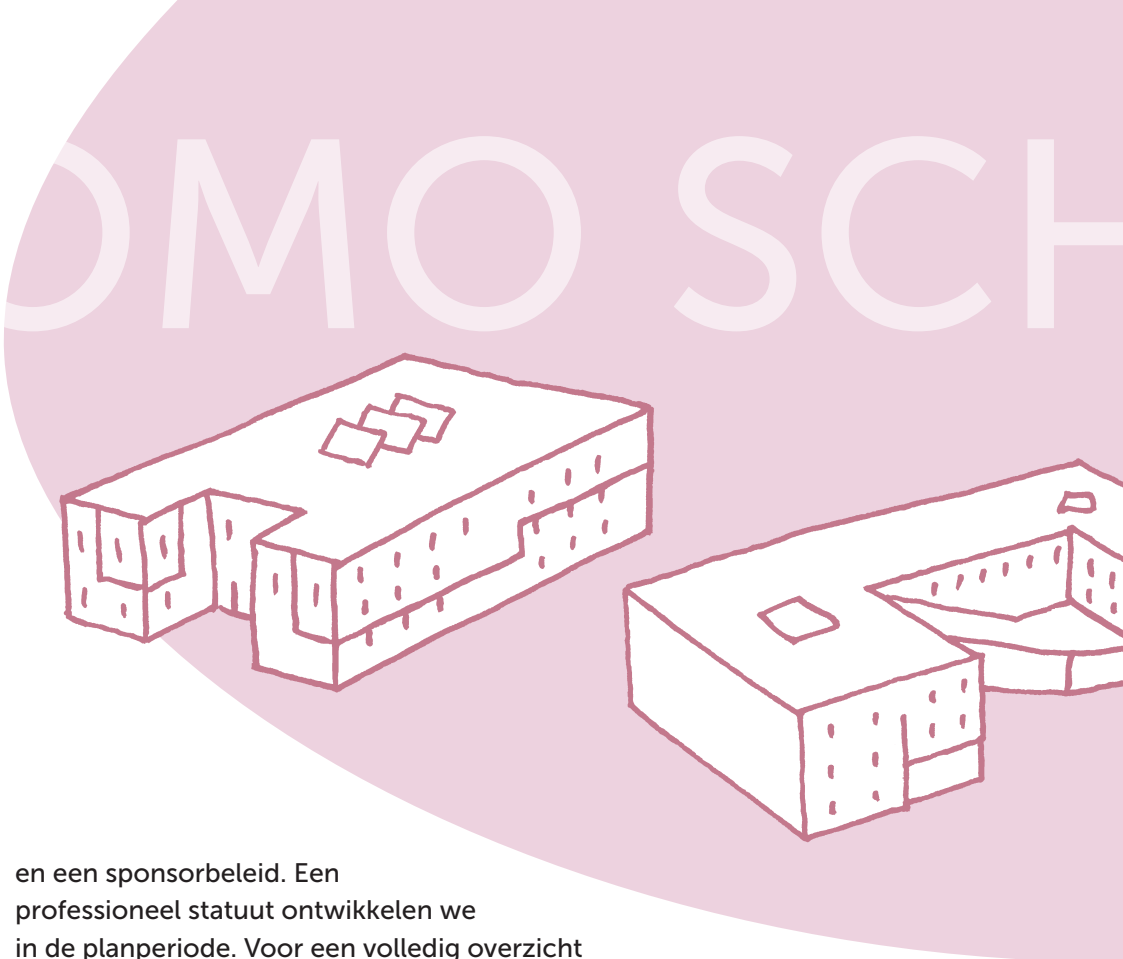 OMO SCH
en een sponsorbeleid. Een
professioneel statuut ontwikkelen we
in de planperiode. Voor een volledig overzicht